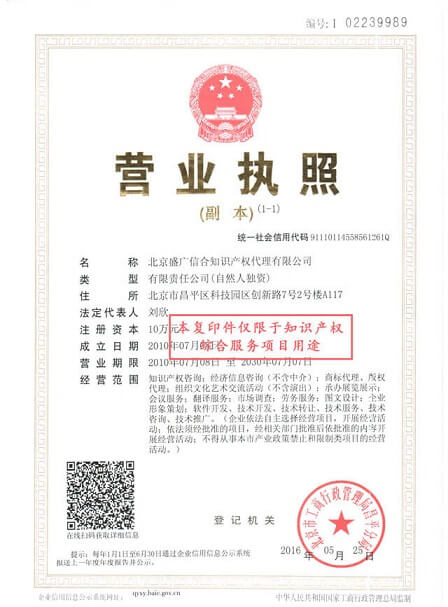 编号:1 02239989
营业执照
(副 本)(1-1)
统一社会信用代码91110114558561261Q
名 称 北京盛广信合知识产权代理有限公司
类 型 有限责任公司(自然人独资)
住 所 北京市昌平区科技园区创新路7号2号楼A117
法定代表人 刘欣
注册资本 10万元
本复印件仅限于知识产权
综合服务项目用途
成立日期 2010年07月
营业期限 2010年07月08日 至 2030年07月07日
经营范围 知识产权咨询；经济信息咨询（不含中介）；商标代理、版权
代理；组织文化艺术交流活动（不含演出）；承办展览展示；
会议服务；翻译服务；市场调查；劳务服务；图文设计；企业
形象策划；软件开发、技术开发、技术转让、技术服务、技术
咨询、技术推广。（企业依法自主选择经营项目，开展经营活
动；依法须经批准的项目，经相关部门批准后依批准的内容开
展经营活动；不得从事本市产业政策禁止和限制类项目的经营
活动。）
在线扫码获取详细信息
登记机关
北京市工商行政管理局昌平分局
2016 年 05 月 25 日
提示：每年1月1日至6月30日通过企业信用信息公示系统
报送上一年度年度报告并公示。
qyxy.baic.gov.cn
企业信用信息公示系统网址：
中华人民共和国国家工商行政管理总局监制